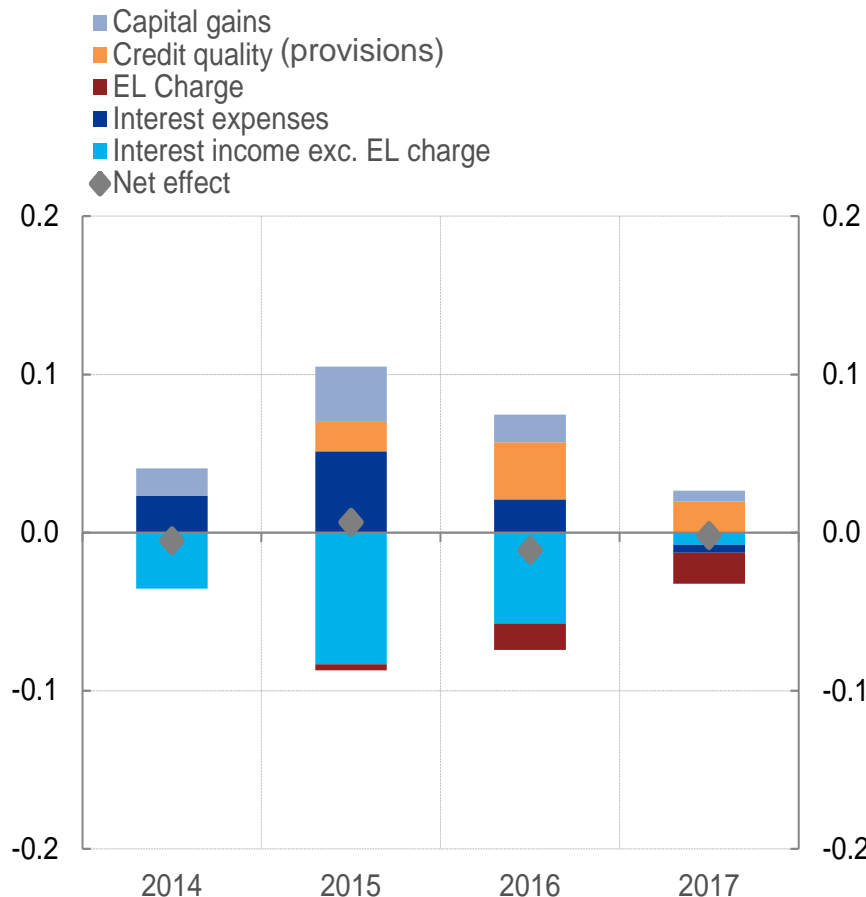 Capital gains
Credit quality (provisions)
EL Charge
Interest expenses
Interest income exc. EL charge
Net effect
0.2 0.2
0.1 0.1
0.0 0.0
-0.1 -0.1
-0.2 -0.2
2014 2015 2016 2017